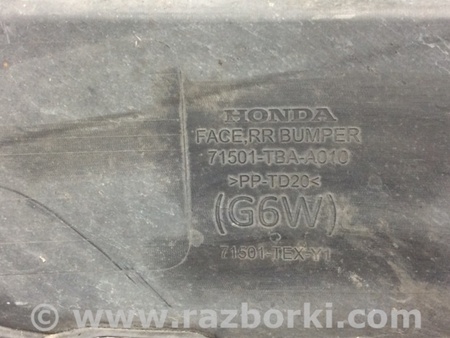 HONDA
FACE,RR BUMPER
71501-TBA-A010
>PP-TD20<
(G6W)
71501-TEX-Y1
www.razborki.com